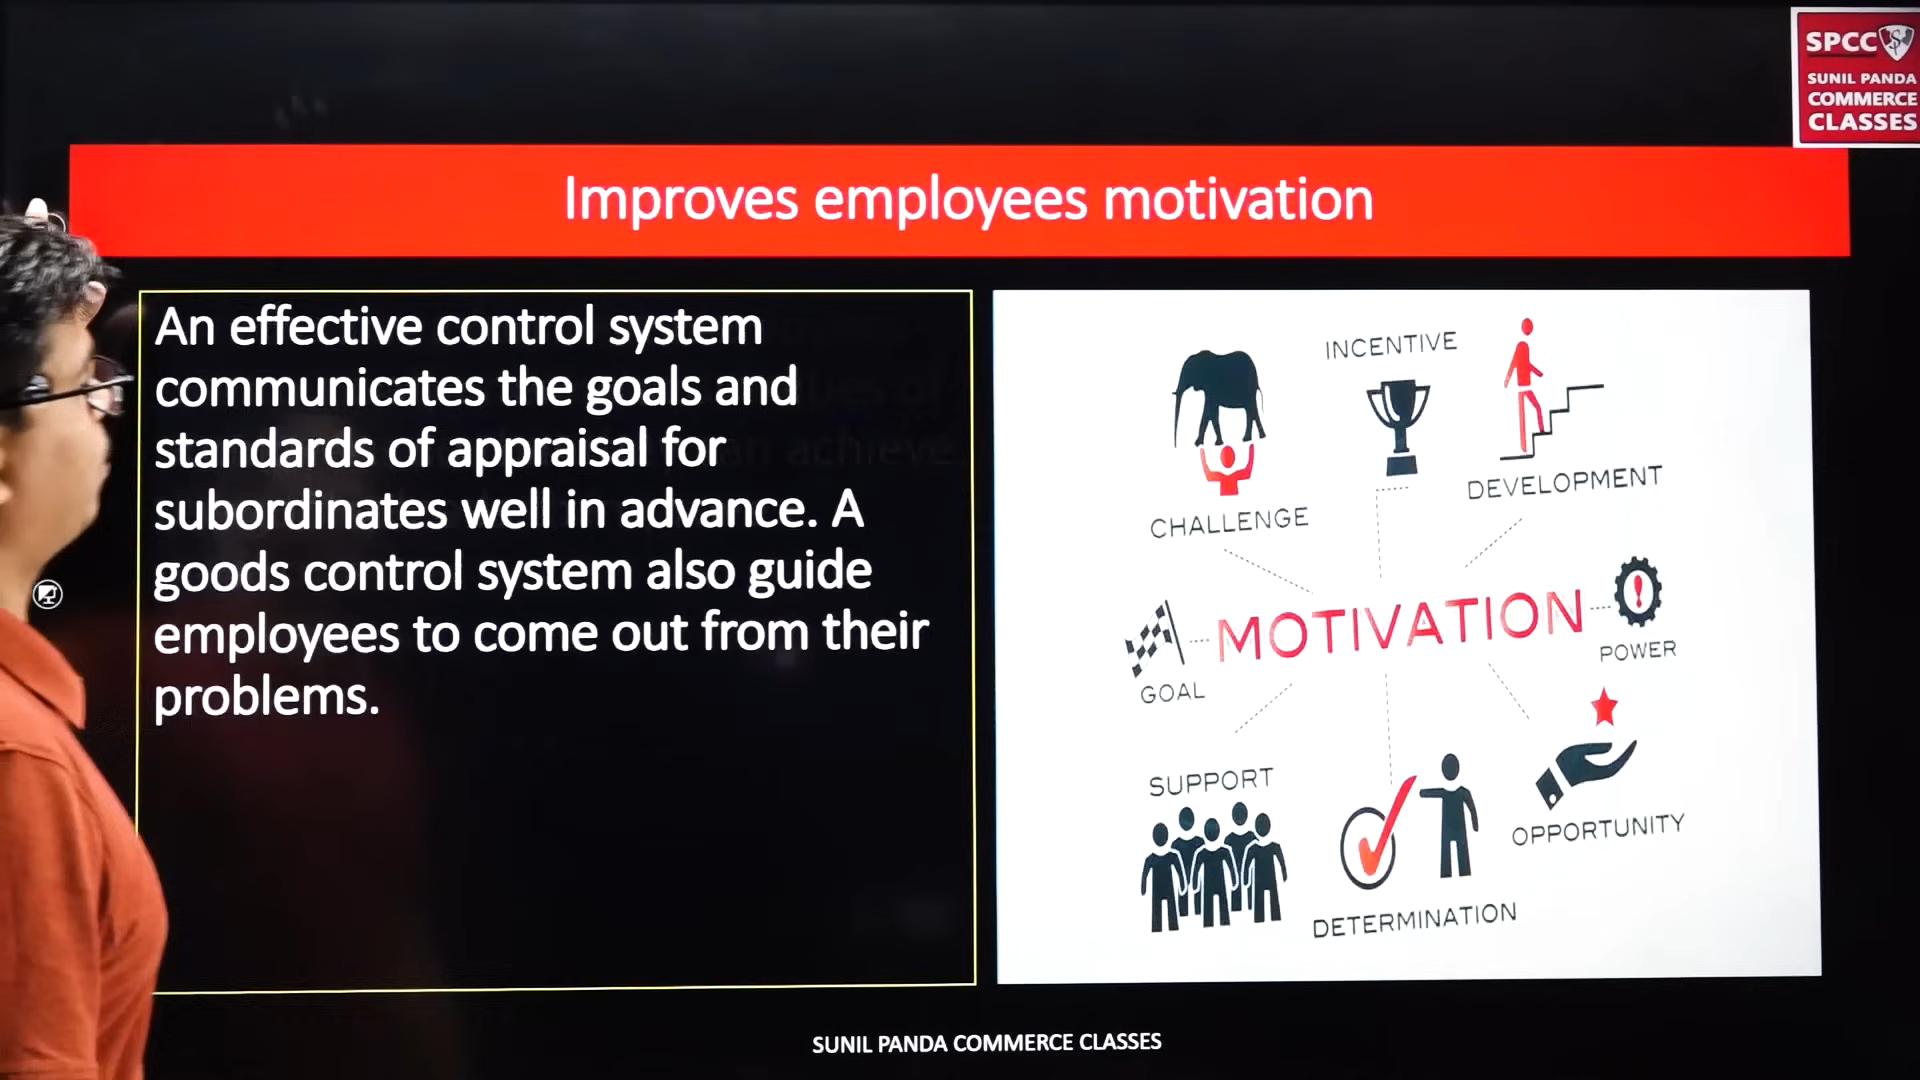 SPCC
SUNIL PANDA
COMMERCE
CLASSES
Improves employees motivation
An effective control system
communicates the goals and
standards of appraisal for
subordinates well in advance. A
goods control system also guide
employees to come out from their
problems.
INCENTIVE
DEVELOPMENT
CHALLENGE
MOTIVATION
POWER
GOAL
SUPPORT
OPPORTUNITY
DETERMINATION
SUNIL PANDA COMMERCE CLASSES